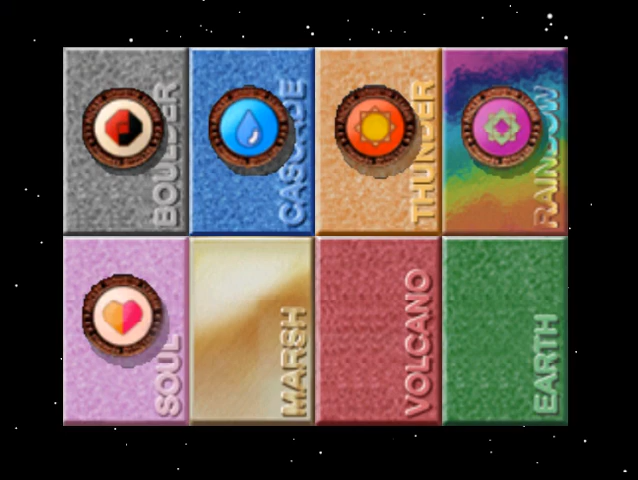 BOULDER
CASCADE
THUNDER
RAINBOW
SOUL
MARSH
VOLCANO
EARTH